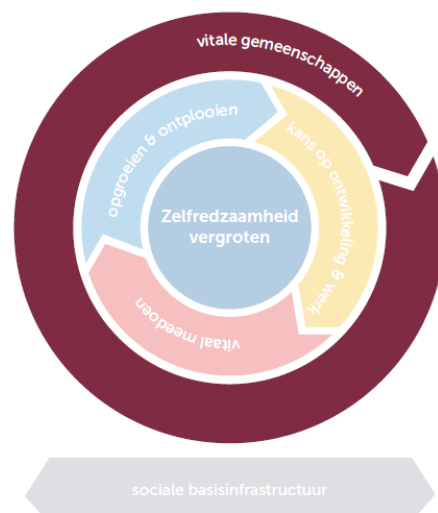 vitale gemeenschappen
opgroeien & ontplooien
kans op ontwikkeling & werk
Zelfredzaamheid
vergroten
vitaal meedoen
sociale basisinfrastructuur